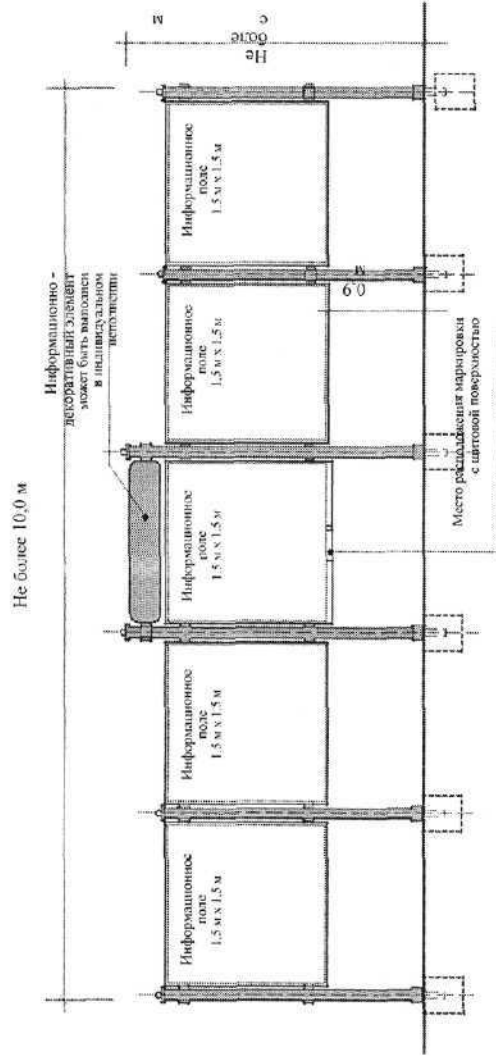 Не более 10,0 м
Информационно -
декоративный элемент
может быть выполнен
в индивидуальном
исполнении
Не
боле
с
м
Информационное
поле
1,5 м х 1,5 м
Информационное
поле
1,5 м х 1,5 м
Информационное
поле
1,5 м х 1,5 м
Информационное
поле
1,5 м х 1,5 м
Информационное
поле
1,5 м х 1,5 м
0,9
м
Место расположения маркировки
с щитовой поверхностью